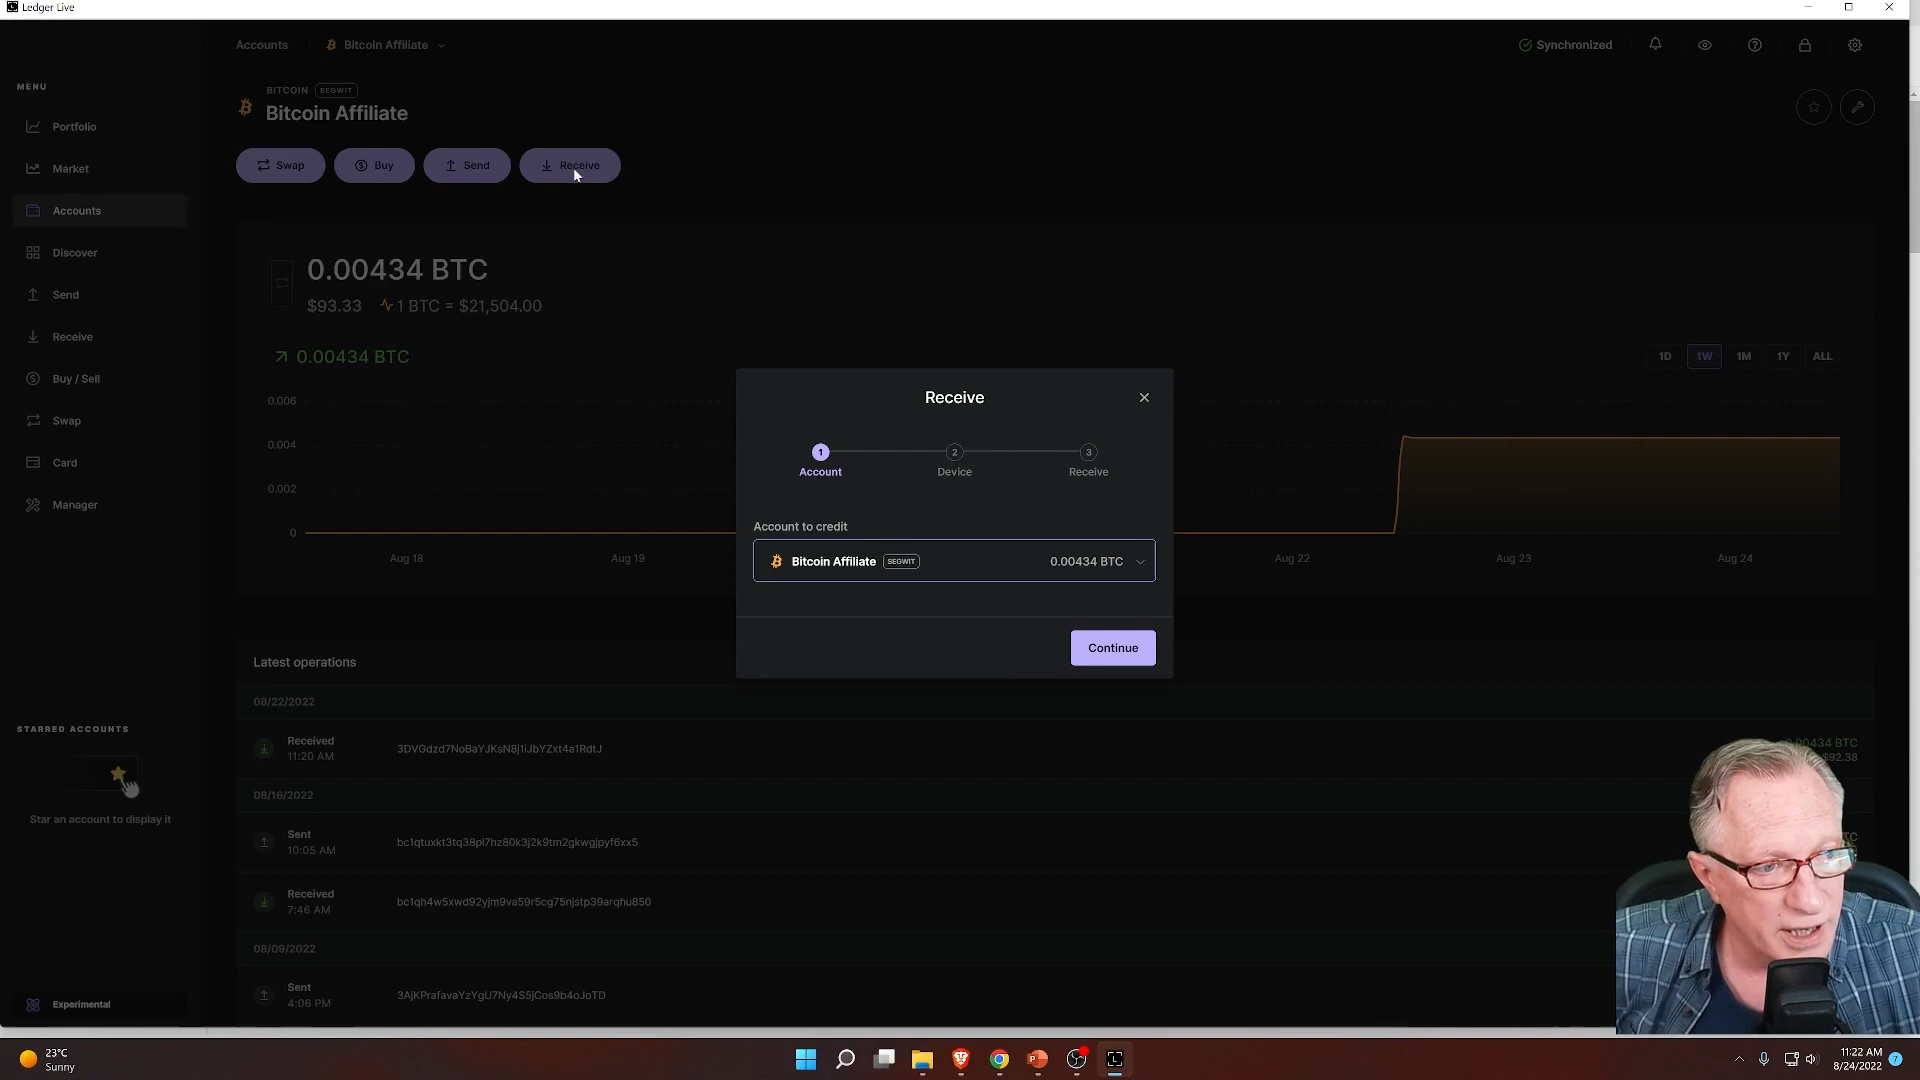 Ledger Live
Accounts
Bitcoin Affiliate
Synchronized
MENU
Portfolio
Market
Accounts
Discover
Send
Receive
Buy / Sell
Swap
Card
Manager
STARRED ACCOUNTS
Star an account to display it
Experimental
BITCOIN SEGWIT
Bitcoin Affiliate
Swap
Buy
Send
Receive
0.00434 BTC
$93.33 1 BTC = $21,504.00
0.00434 BTC
1D 1W 1M 1Y ALL
0.006
0.004
0.002
0
Aug 18 Aug 19 Aug 22 Aug 23 Aug 24
Receive
1 2 3
Account Device Receive
Account to credit
Bitcoin Affiliate SEGWIT 0.00434 BTC
Continue
Latest operations
08/22/2022
Received
11:20 AM
3DVGdzd7NoBaYJKsN8j1iJbYZxt4a1RdtJ
0.00434 BTC
$92.38
08/16/2022
Sent
10:05 AM
bc1qtuxkt3tq38pl7hz80k3j2k9tm2gkwgjpyf6xx5
Received
7:46 AM
bc1qh4w5xwd92yjm9va59r5cg75njstp39arqhu850
08/09/2022
Sent
4:06 PM
3AjKPrafavaYzYgU7Ny4S5jCos9b4oJoTD
23°C
Sunny
11:22 AM
8/24/2022
7